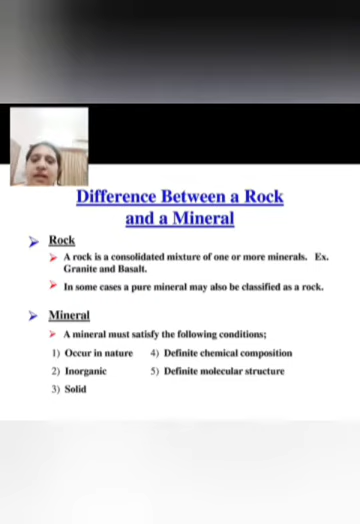 Difference Between a Rock
and a Mineral
Rock
A rock is a consolidated mixture of one or more minerals. Ex.
Granite and Basalt.
In some cases a pure mineral may also be classified as a rock.
Mineral
A mineral must satisfy the following conditions;
1) Occur in nature 4) Definite chemical composition
2) Inorganic 5) Definite molecular structure
3) Solid